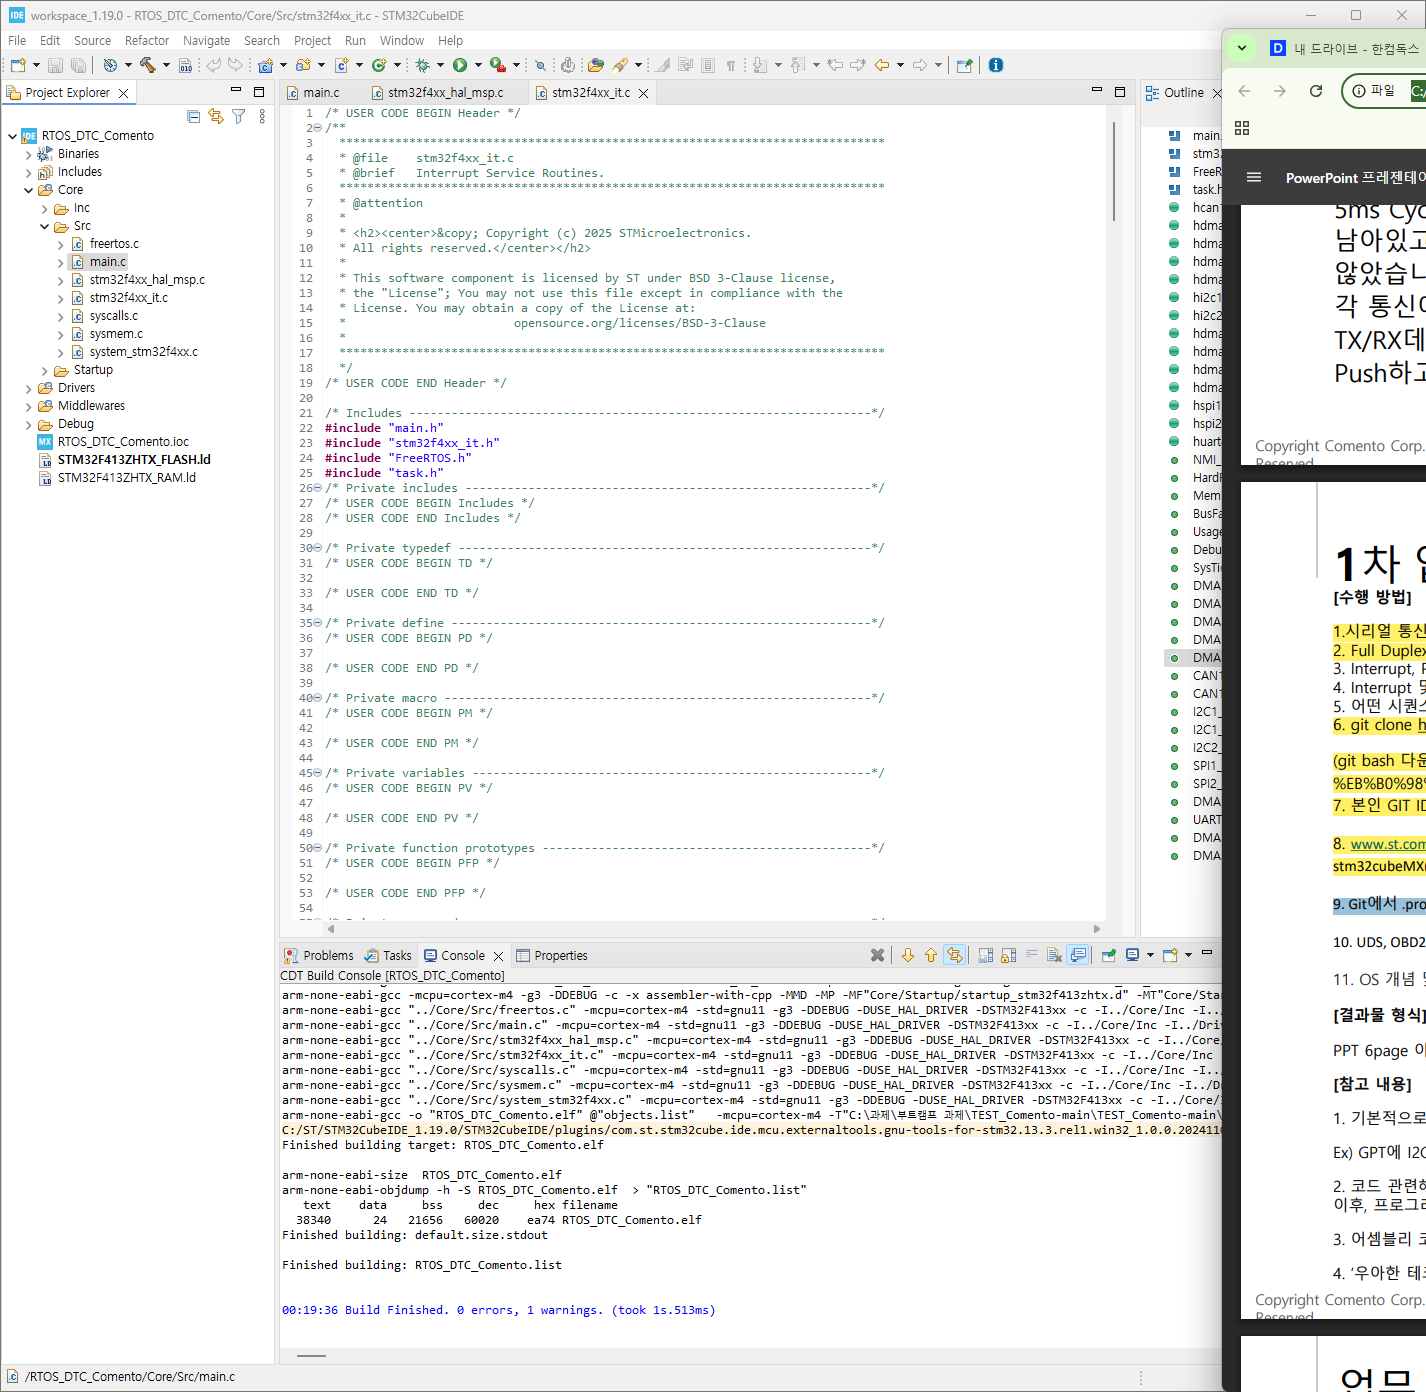 workspace_1.19.0 - RTOS_DTC_Comento/Core/Src/stm32f4xx_it.c - STM32CubeIDE
File Edit Source Refactor Navigate Search Project Run Window Help
Project Explorer
RTOS_DTC_Comento
Binaries
Includes
Core
Inc
Src
freertos.c
main.c
stm32f4xx_hal_msp.c
stm32f4xx_it.c
syscalls.c
sysmem.c
system_stm32f4xx.c
Startup
Drivers
Middlewares
Debug
RTOS_DTC_Comento.ioc
STM32F413ZHTX_FLASH.ld
STM32F413ZHTX_RAM.ld
main.c stm32f4xx_hal_msp.c stm32f4xx_it.c
1 /* USER CODE BEGIN Header */
2 /**
3 ******************************************************************************
4 * @file stm32f4xx_it.c
5 * @brief Interrupt Service Routines.
6 ******************************************************************************
7 * @attention
8 *
9 * <h2><center>&copy; Copyright (c) 2025 STMicroelectronics.
10 * All rights reserved.</center></h2>
11 *
12 * This software component is licensed by ST under BSD 3-Clause license,
13 * the "License"; You may not use this file except in compliance with the
14 * License. You may obtain a copy of the License at:
15 * opensource.org/licenses/BSD-3-Clause
16 *
17 ******************************************************************************
18 */
19 /* USER CODE END Header */
20
21 /* Includes ------------------------------------------------------------------*/
22 #include "main.h"
23 #include "stm32f4xx_it.h"
24 #include "FreeRTOS.h"
25 #include "task.h"
26 /* Private includes ----------------------------------------------------------*/
27 /* USER CODE BEGIN Includes */
28 /* USER CODE END Includes */
29
30 /* Private typedef -----------------------------------------------------------*/
31 /* USER CODE BEGIN TD */
32
33 /* USER CODE END TD */
34
35 /* Private define ------------------------------------------------------------*/
36 /* USER CODE BEGIN PD */
37
38 /* USER CODE END PD */
39
40 /* Private macro -------------------------------------------------------------*/
41 /* USER CODE BEGIN PM */
42
43 /* USER CODE END PM */
44
45 /* Private variables ---------------------------------------------------------*/
46 /* USER CODE BEGIN PV */
47
48 /* USER CODE END PV */
49
50 /* Private function prototypes -----------------------------------------------*/
51 /* USER CODE BEGIN PFP */
52
53 /* USER CODE END PFP */
54
Outline
main.
stm3
FreeR
task.h
hcan1
hdma
hdma
hdma
hdma
hi2c1
hi2c2
hdma
hdma
hdma
hdma
hspi1
hspi2
huart
NMI_
HardF
Mem
BusFa
Usage
Debu
SysTi
DMA
DMA
DMA
DMA
DMA
CAN1
CAN1
I2C1_
I2C1_
I2C2_
SPI1_
SPI2_
DMA
UART
DMA
DMA
Problems Tasks Console Properties
CDT Build Console [RTOS_DTC_Comento]
arm-none-eabi-gcc -mcpu=cortex-m4 -g3 -DDEBUG -c -x assembler-with-cpp -MMD -MP -MF"Core/Startup/startup_stm32f413zhtx.d" -MT"Core/Star
arm-none-eabi-gcc "../Core/Src/freertos.c" -mcpu=cortex-m4 -std=gnu11 -g3 -DDEBUG -DUSE_HAL_DRIVER -DSTM32F413xx -c -I../Core/Inc -I../
arm-none-eabi-gcc "../Core/Src/main.c" -mcpu=cortex-m4 -std=gnu11 -g3 -DDEBUG -DUSE_HAL_DRIVER -DSTM32F413xx -c -I../Core/Inc -I../Driv
arm-none-eabi-gcc "../Core/Src/stm32f4xx_hal_msp.c" -mcpu=cortex-m4 -std=gnu11 -g3 -DDEBUG -DUSE_HAL_DRIVER -DSTM32F413xx -c -I../Core/
arm-none-eabi-gcc "../Core/Src/stm32f4xx_it.c" -mcpu=cortex-m4 -std=gnu11 -g3 -DDEBUG -DUSE_HAL_DRIVER -DSTM32F413xx -c -I../Core/Inc -
arm-none-eabi-gcc "../Core/Src/syscalls.c" -mcpu=cortex-m4 -std=gnu11 -g3 -DDEBUG -DUSE_HAL_DRIVER -DSTM32F413xx -c -I../Core/Inc -I../
arm-none-eabi-gcc "../Core/Src/sysmem.c" -mcpu=cortex-m4 -std=gnu11 -g3 -DDEBUG -DUSE_HAL_DRIVER -DSTM32F413xx -c -I../Core/Inc -I../Dr
arm-none-eabi-gcc "../Core/Src/system_stm32f4xx.c" -mcpu=cortex-m4 -std=gnu11 -g3 -DDEBUG -DUSE_HAL_DRIVER -DSTM32F413xx -c -I../Core/I
arm-none-eabi-gcc -o "RTOS_DTC_Comento.elf" @"objects.list" -mcpu=cortex-m4 -T"C:\과제\부트캠프 과제\TEST_Comento-main\TEST_Comento-main\
C:/ST/STM32CubeIDE_1.19.0/STM32CubeIDE/plugins/com.st.stm32cube.ide.mcu.externaltools.gnu-tools-for-stm32.13.3.rel1.win32_1.0.0.2024110
Finished building target: RTOS_DTC_Comento.elf
arm-none-eabi-size RTOS_DTC_Comento.elf
arm-none-eabi-objdump -h -S RTOS_DTC_Comento.elf > "RTOS_DTC_Comento.list"
text data bss dec hex filename
38340 24 21656 60020 ea74 RTOS_DTC_Comento.elf
Finished building: default.size.stdout
Finished building: RTOS_DTC_Comento.list
00:19:36 Build Finished. 0 errors, 1 warnings. (took 1s.513ms)
/RTOS_DTC_Comento/Core/Src/main.c
내 드라이브 - 한컴독스
파일 C:/
PowerPoint 프레젠테이
5ms Cyc
남아있고
않았습니
각 통신에
TX/RX데
Push하고
Copyright Comento Corp.
Reserved
1차 업
[수행 방법]
1.시리얼 통신
2. Full Duplex
3. Interrupt, P
4. Interrupt 및
5. 어떤 시퀀스
6. git clone h
(git bash 다운
%EB%B0%98%
7. 본인 GIT ID
8. www.st.com
stm32cubeMX
9. Git에서 .pro
10. UDS, OBD2
11. OS 개념 및
[결과물 형식]
PPT 6page 이
[참고 내용]
1. 기본적으로
Ex) GPT에 I2C
2. 코드 관련해
이후, 프로그래
3. 어셈블리 코
4. '우아한 테크
Copyright Comento Corp.
Reserved
업무